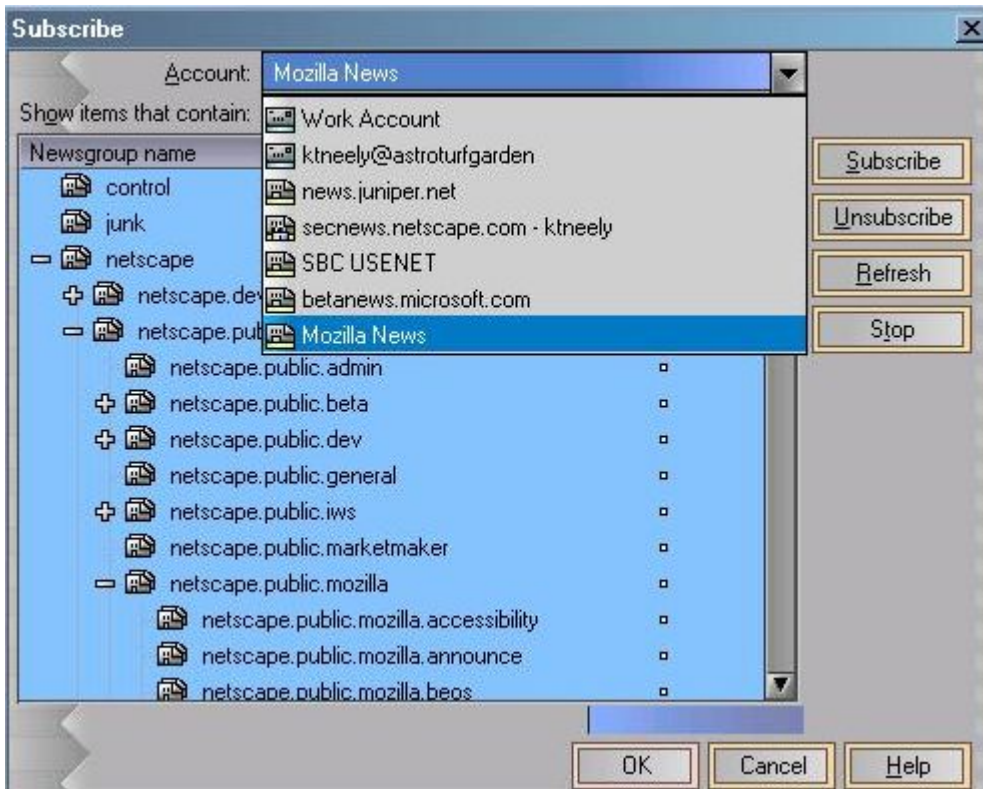 Subscribe
Account: Mozilla News
Show items that contain:
Work Account
ktneely@astroturfgarden
news.juniper.net
secnews.netscape.com - ktneely
SBC USENET
betanews.microsoft.com
Mozilla News
Newsgroup name
control
junk
netscape
netscape.dev
netscape.pub
netscape.public.admin
netscape.public.beta
netscape.public.dev
netscape.public.general
netscape.public.iws
netscape.public.marketmaker
netscape.public.mozilla
netscape.public.mozilla.accessibility
netscape.public.mozilla.announce
netscape.public.mozilla.beos
Subscribe
Unsubscribe
Refresh
Stop
OK
Cancel
Help